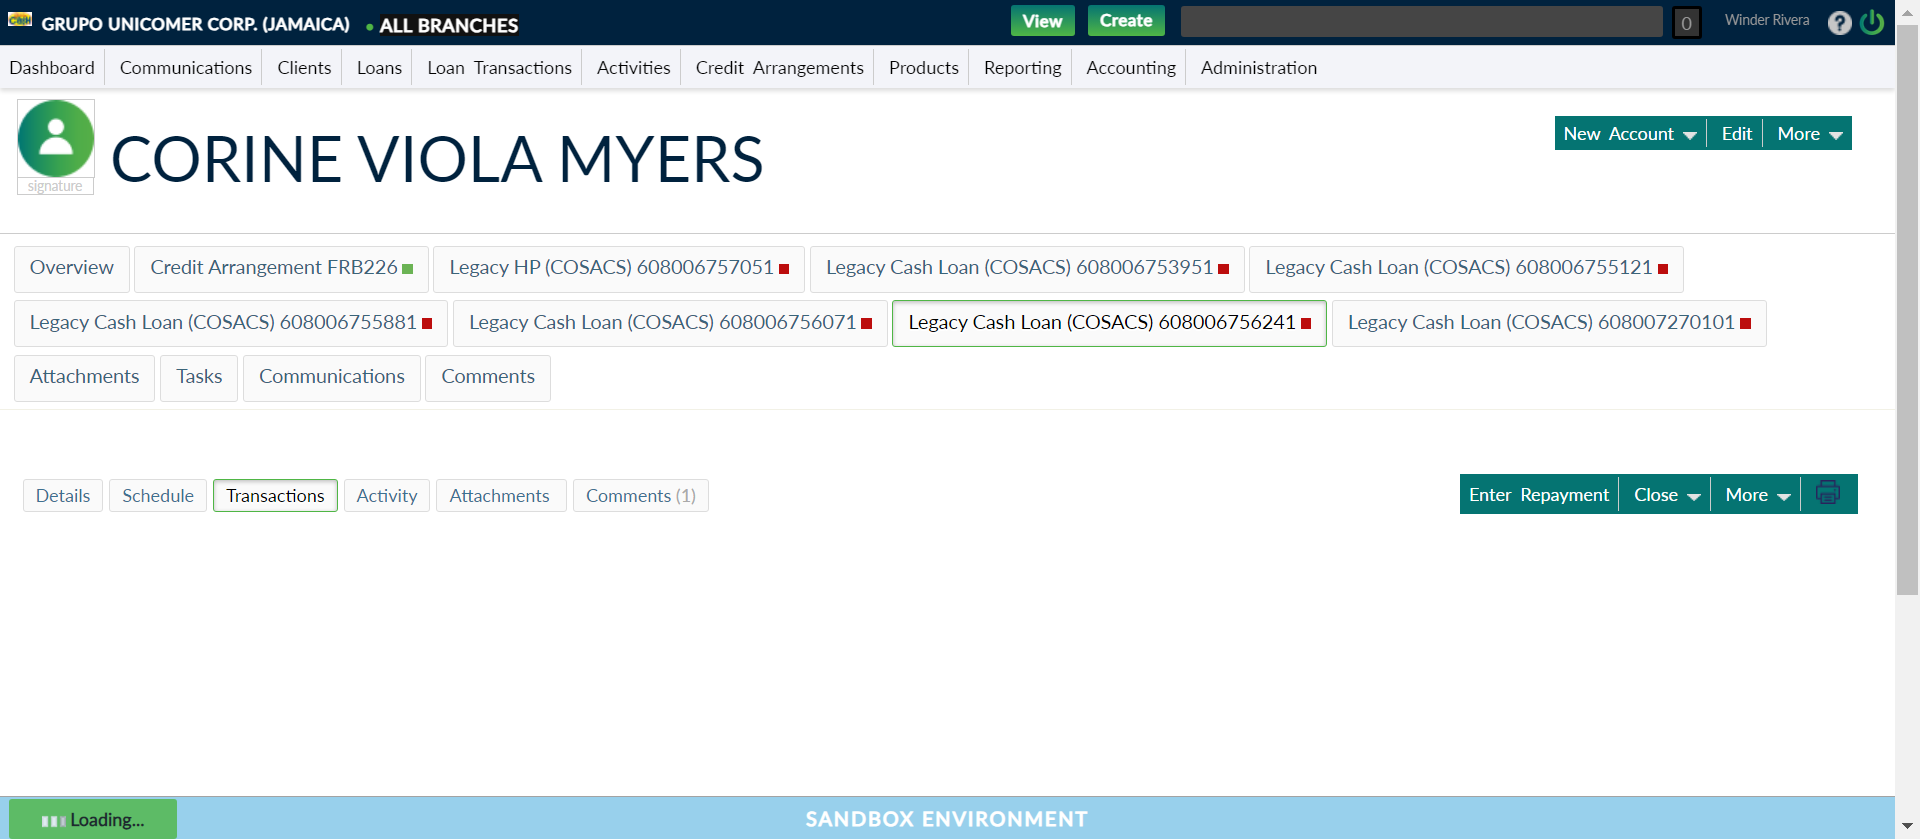 Cash GRUPO UNICOMER CORP. (JAMAICA) • ALL BRANCHES View Create 0 Winder Rivera ?
Dashboard Communications Clients Loans Loan Transactions Activities Credit Arrangements Products Reporting Accounting Administration
signature
CORINE VIOLA MYERS
New Account Edit More
Overview Credit Arrangement FRB226 Legacy HP (COSACS) 608006757051 Legacy Cash Loan (COSACS) 608006753951 Legacy Cash Loan (COSACS) 608006755121
Legacy Cash Loan (COSACS) 608006755881 Legacy Cash Loan (COSACS) 608006756071 Legacy Cash Loan (COSACS) 608006756241 Legacy Cash Loan (COSACS) 608007270101
Attachments Tasks Communications Comments
Details Schedule Transactions Activity Attachments Comments (1) Enter Repayment Close More
Loading... SANDBOX ENVIRONMENT